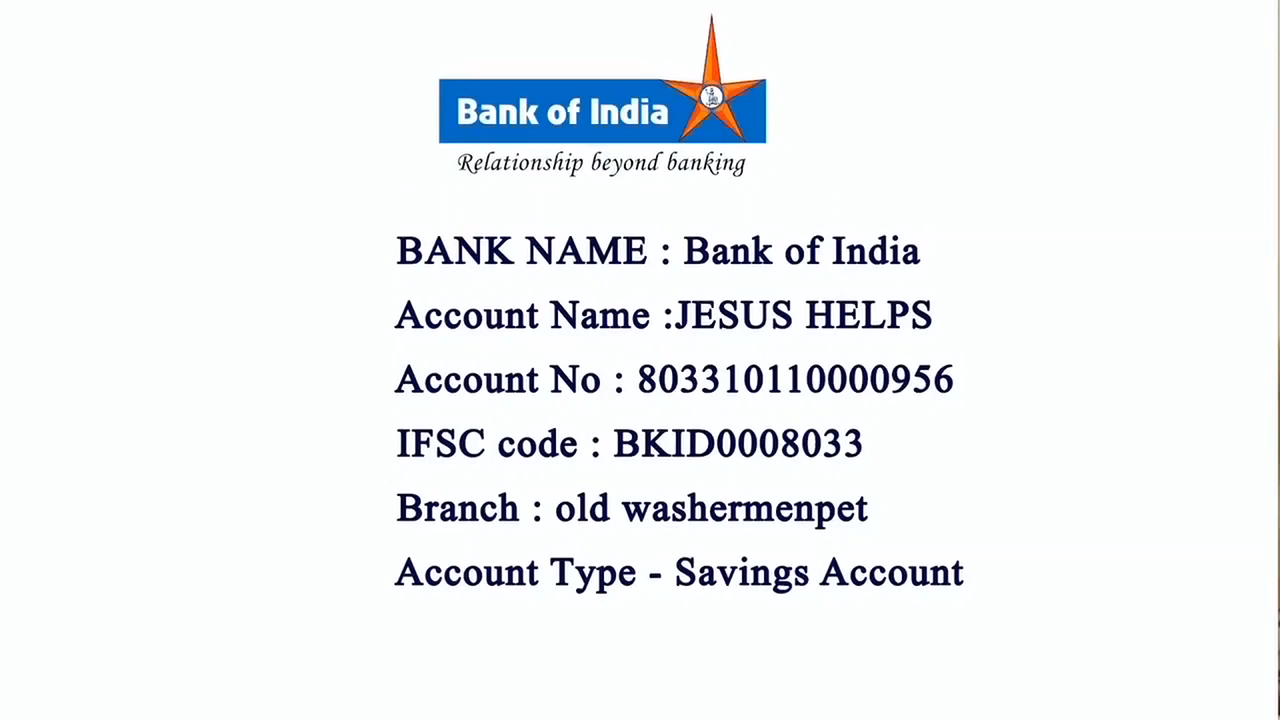 Bank of India
Relationship beyond banking
BANK NAME : Bank of India
Account Name :JESUS HELPS
Account No : 803310110000956
IFSC code : BKID0008033
Branch : old washermenpet
Account Type - Savings Account